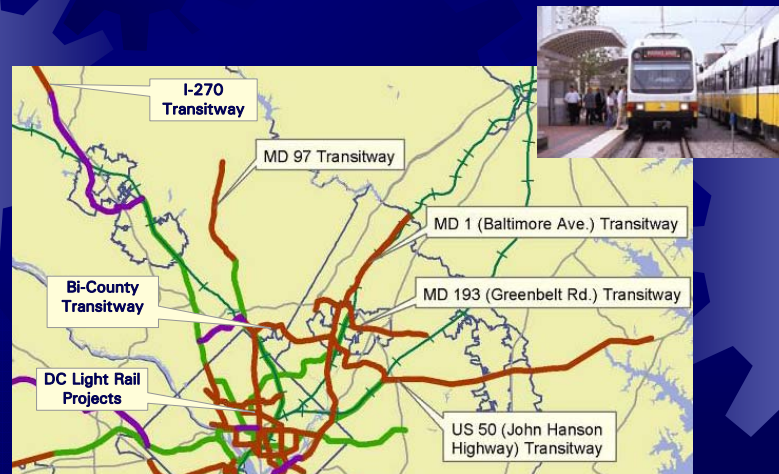 I-270
Transitway
MD 97 Transitway
MD 1 (Baltimore Ave.) Transitway
Bi-County
Transitway
MD 193 (Greenbelt Rd.) Transitway
DC Light Rail
Projects
US 50 (John Hanson
Highway) Transitway